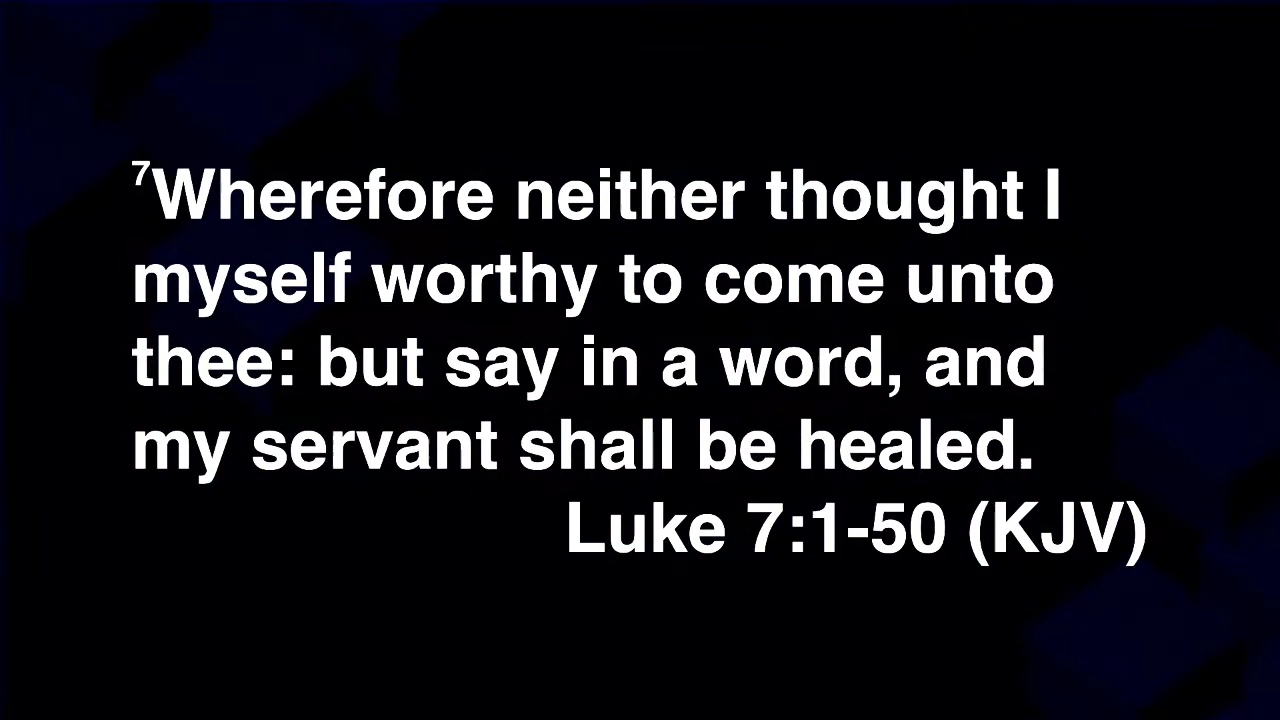 7Wherefore neither thought I
myself worthy to come unto
thee: but say in a word, and
my servant shall be healed.
Luke 7:1-50 (KJV)